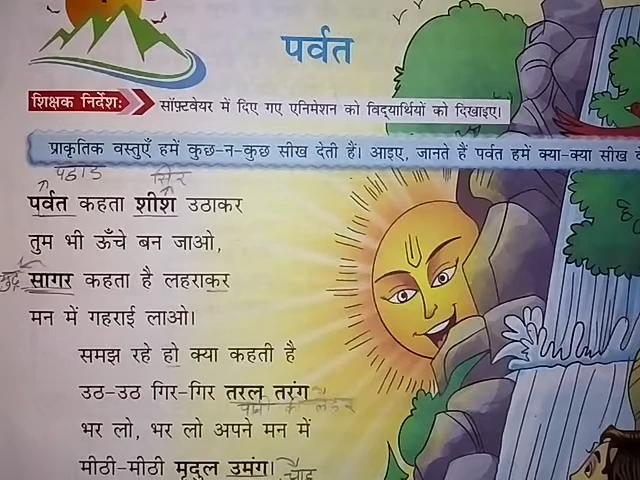 पर्वत
शिक्षक निर्देश: सॉफ़्टवेयर में दिए गए एनिमेशन को विद्यार्थियों को दिखाइए।
प्राकृतिक वस्तुएँ हमें कुछ-न-कुछ सीख देती हैं। आइए, जानते हैं पर्वत हमें क्या-क्या सीख
पहाड़ सिर
पर्वत कहता शीश उठाकर
तुम भी ऊँचे बन जाओ,
सागर कहता है लहराकर
मन में गहराई लाओ।
समझ रहे हो क्या कहती है
उठ-उठ गिर-गिर तरल तरंग
पानी की लहर
भर लो, भर लो अपने मन में
मीठी-मीठी मृदुल उमंग।